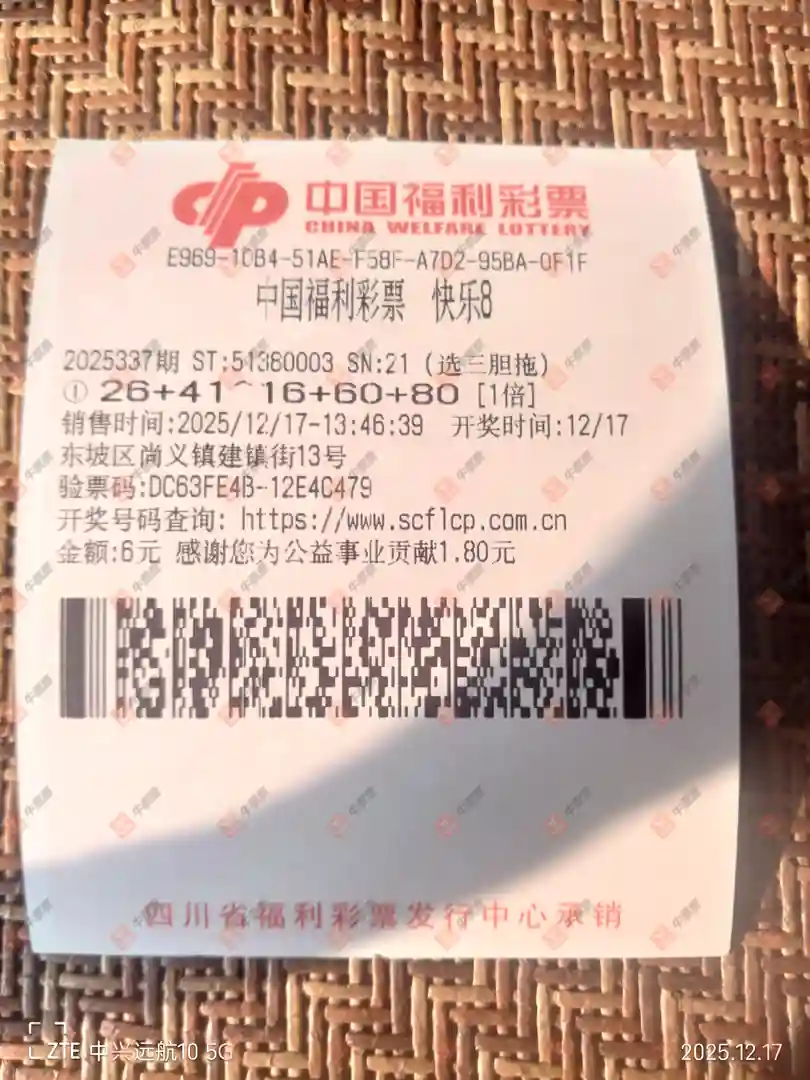 中国福利彩票
CHINA WELFARE LOTTERY
E969-10B4-51AE-F58F-A7D2-95BA-0F1F
中国福利彩票 快乐8
2025337期 ST:51380003 SN:21 (选三胆拖)
① 26+41~16+60+80 [1倍]
销售时间:2025/12/17-13:46:39 开奖时间:12/17
东坡区尚义镇建镇街13号
验票码:DC63FE4B-12E4C479
开奖号码查询: https://www.scflcp.com.cn
金额:6元 感谢您为公益事业贡献1.80元
四川省福利彩票发行中心承销
ZTE 中兴远航10 5G
2025.12.17